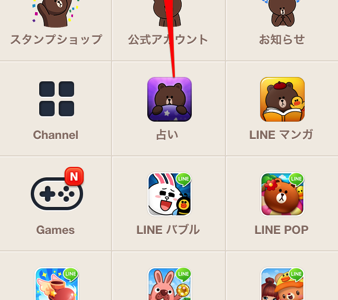 スタンプショップ
公式アカウント
お知らせ
Channel
占い
LINE マンガ
N
Games
LINE バブル
LINE POP